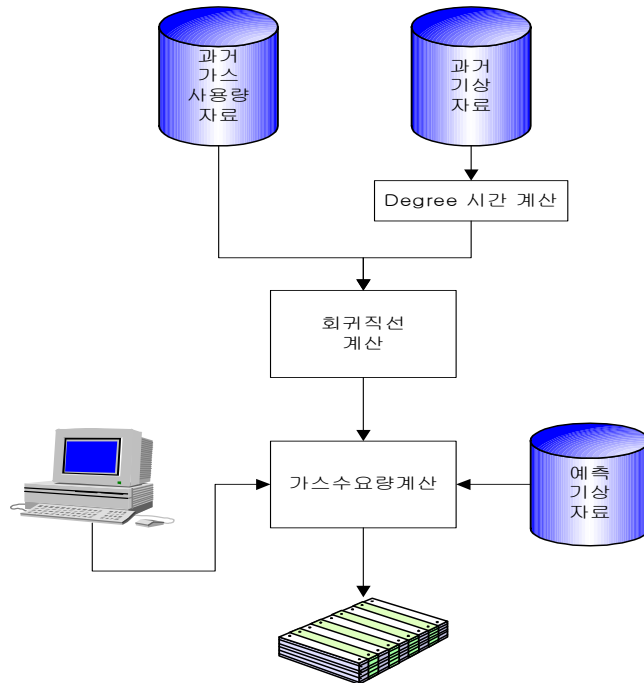 과거
가스
사용량
자료
과거
기상
자료
Degree 시간 계산
회귀직선
계산
가스수요량계산
예측
기상
자료